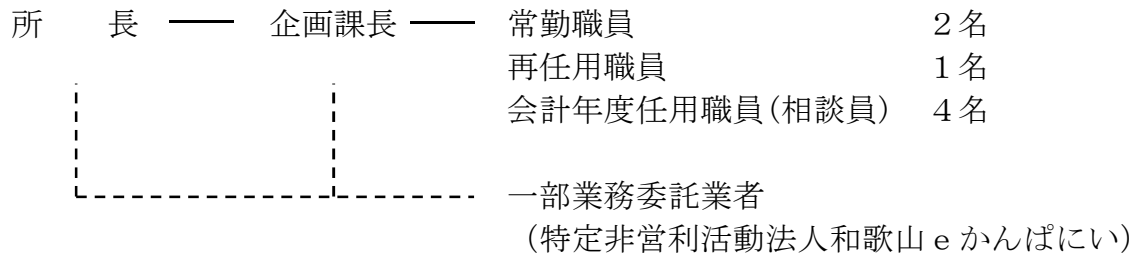 所　　長　企画課長　常勤職員　２名
再任用職員　１名
会計年度任用職員(相談員)　４名
一部業務委託業者
（特定非営利活動法人和歌山ｅかんぱにい）